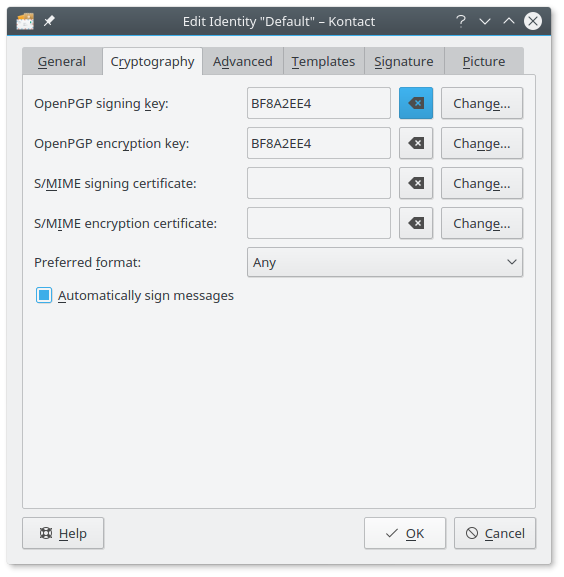 Edit Identity "Default" – Kontact
General Cryptography Advanced Templates Signature Picture
OpenPGP signing key: BF8A2EE4 Change...
OpenPGP encryption key: BF8A2EE4 Change...
S/MIME signing certificate: Change...
S/MIME encryption certificate: Change...
Preferred format: Any
Automatically sign messages
Help OK Cancel